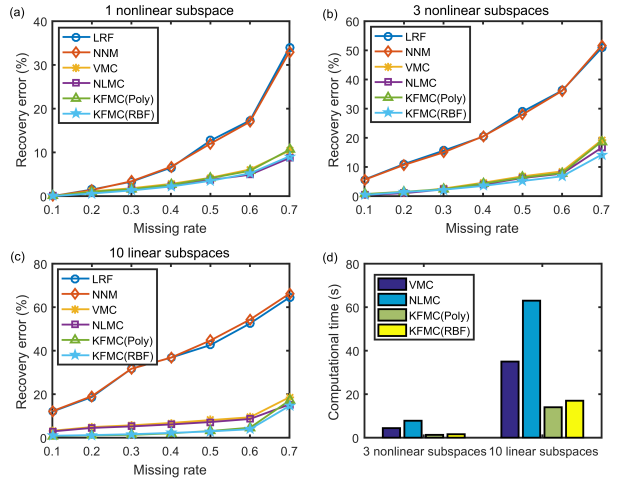 (a)
1 nonlinear subspace
Recovery error (%)
40
30
20
10
0
LRF
NNM
VMC
NLMC
KFMC(Poly)
KFMC(RBF)
0.1 0.2 0.3 0.4 0.5 0.6 0.7
Missing rate
(b)
3 nonlinear subspaces
Recovery error (%)
60
50
40
30
20
10
0
LRF
NNM
VMC
NLMC
KFMC(Poly)
KFMC(RBF)
0.1 0.2 0.3 0.4 0.5 0.6 0.7
Missing rate
(c)
10 linear subspaces
Recovery error (%)
80
60
40
20
0
LRF
NNM
VMC
NLMC
KFMC(Poly)
KFMC(RBF)
0.1 0.2 0.3 0.4 0.5 0.6 0.7
Missing rate
(d)
Computational time (s)
80
60
40
20
0
VMC
NLMC
KFMC(Poly)
KFMC(RBF)
3 nonlinear subspaces 10 linear subspaces